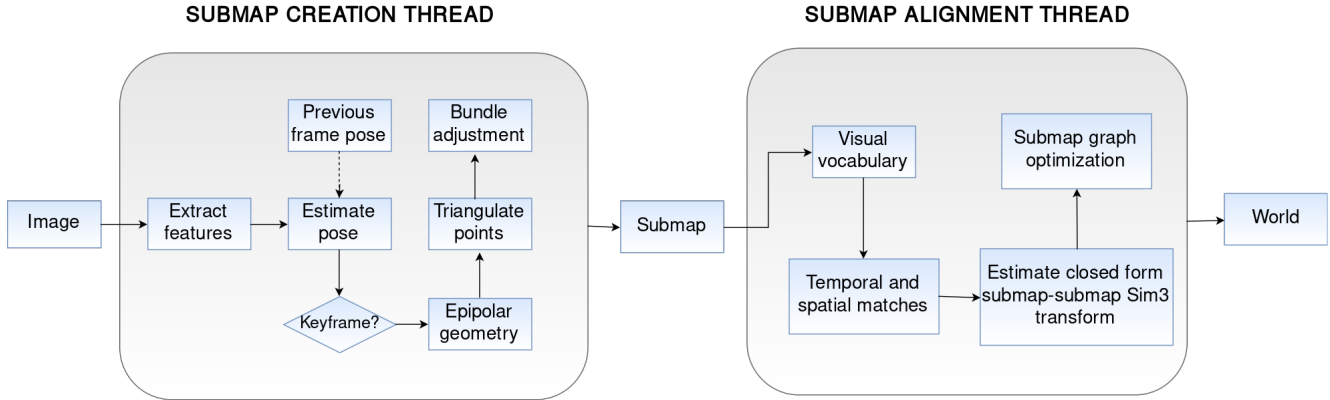 SUBMAP CREATION THREAD
SUBMAP ALIGNMENT THREAD
Image
Extract
features
Previous
frame pose
Estimate
pose
Keyframe?
Epipolar
geometry
Triangulate
points
Bundle
adjustment
Submap
Visual
vocabulary
Temporal and
spatial matches
Estimate closed form
submap-submap Sim3
transform
Submap graph
optimization
World